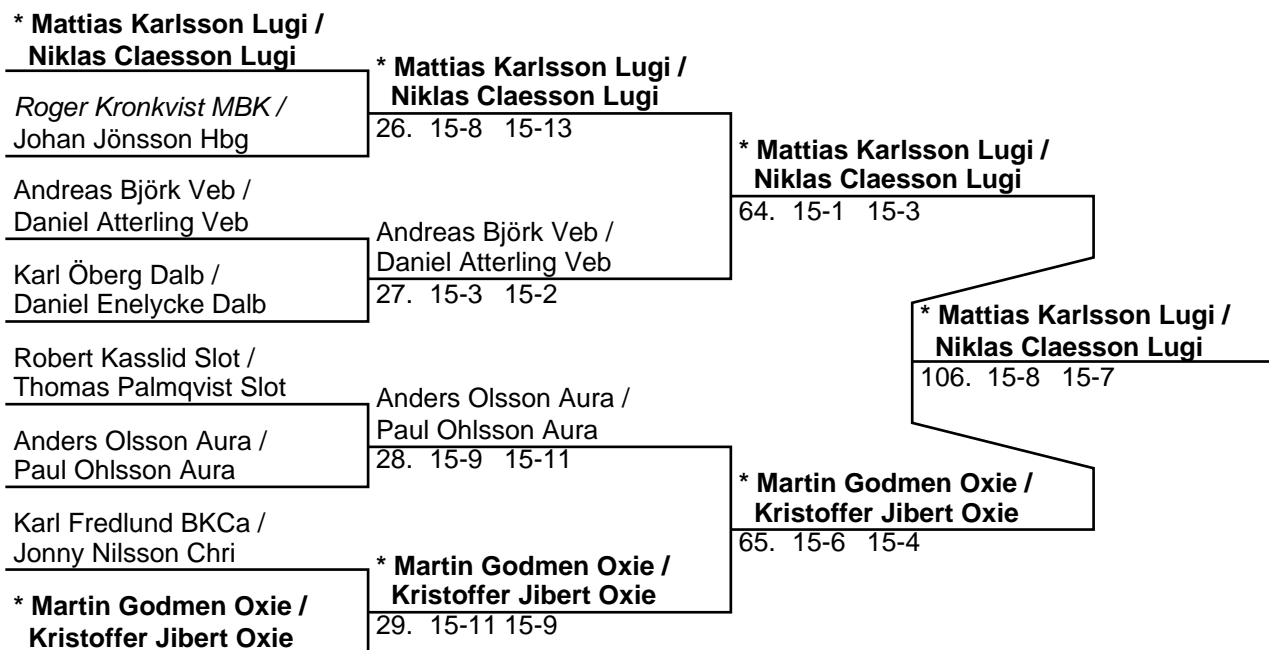 * Mattias Karlsson Lugi /
Niklas Claesson Lugi
Roger Kronkvist MBK /
Johan Jönsson Hbg
Andreas Björk Veb /
Daniel Atterling Veb
Karl Öberg Dalb /
Daniel Enelycke Dalb
Robert Kasslid Slot /
Thomas Palmqvist Slot
Anders Olsson Aura /
Paul Ohlsson Aura
Karl Fredlund BKCa /
Jonny Nilsson Chri
* Martin Godmen Oxie /
Kristoffer Jibert Oxie
* Mattias Karlsson Lugi /
Niklas Claesson Lugi
26. 15-8 15-13
Andreas Björk Veb /
Daniel Atterling Veb
27. 15-3 15-2
Anders Olsson Aura /
Paul Ohlsson Aura
28. 15-9 15-11
* Martin Godmen Oxie /
Kristoffer Jibert Oxie
29. 15-11 15-9
* Mattias Karlsson Lugi /
Niklas Claesson Lugi
64. 15-1 15-3
* Martin Godmen Oxie /
Kristoffer Jibert Oxie
65. 15-6 15-4
* Mattias Karlsson Lugi /
Niklas Claesson Lugi
106. 15-8 15-7